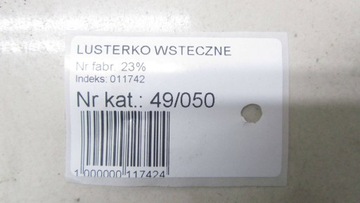 LUSTERKO WSTECZNE
Nr fabr. 23%
Indeks: 011742
Nr kat.: 49/050
1 000000 117424